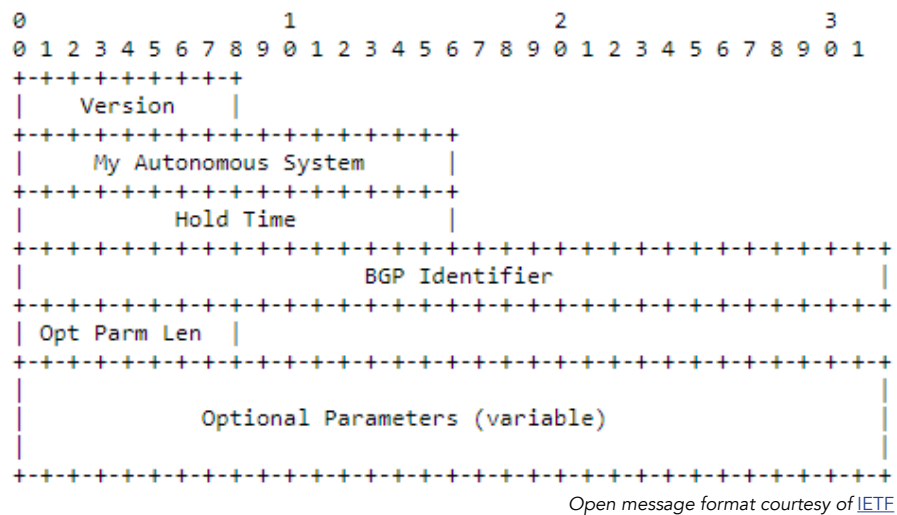 0                   1                   2                   3
0 1 2 3 4 5 6 7 8 9 0 1 2 3 4 5 6 7 8 9 0 1 2 3 4 5 6 7 8 9 0 1
+-+-+-+-+-+-+-+-+
|    Version    |
+-+-+-+-+-+-+-+-+-+-+-+-+-+-+-+-+
|     My Autonomous System      |
+-+-+-+-+-+-+-+-+-+-+-+-+-+-+-+-+
|           Hold Time           |
+-+-+-+-+-+-+-+-+-+-+-+-+-+-+-+-+-+-+-+-+-+-+-+-+-+-+-+-+-+-+-+-+
|                         BGP Identifier                        |
+-+-+-+-+-+-+-+-+-+-+-+-+-+-+-+-+-+-+-+-+-+-+-+-+-+-+-+-+-+-+-+-+
| Opt Parm Len  |
+-+-+-+-+-+-+-+-+-+-+-+-+-+-+-+-+-+-+-+-+-+-+-+-+-+-+-+-+-+-+-+-+
|                                                               |
|             Optional Parameters (variable)                    |
|                                                               |
+-+-+-+-+-+-+-+-+-+-+-+-+-+-+-+-+-+-+-+-+-+-+-+-+-+-+-+-+-+-+-+-+
Open message format courtesy of IETF